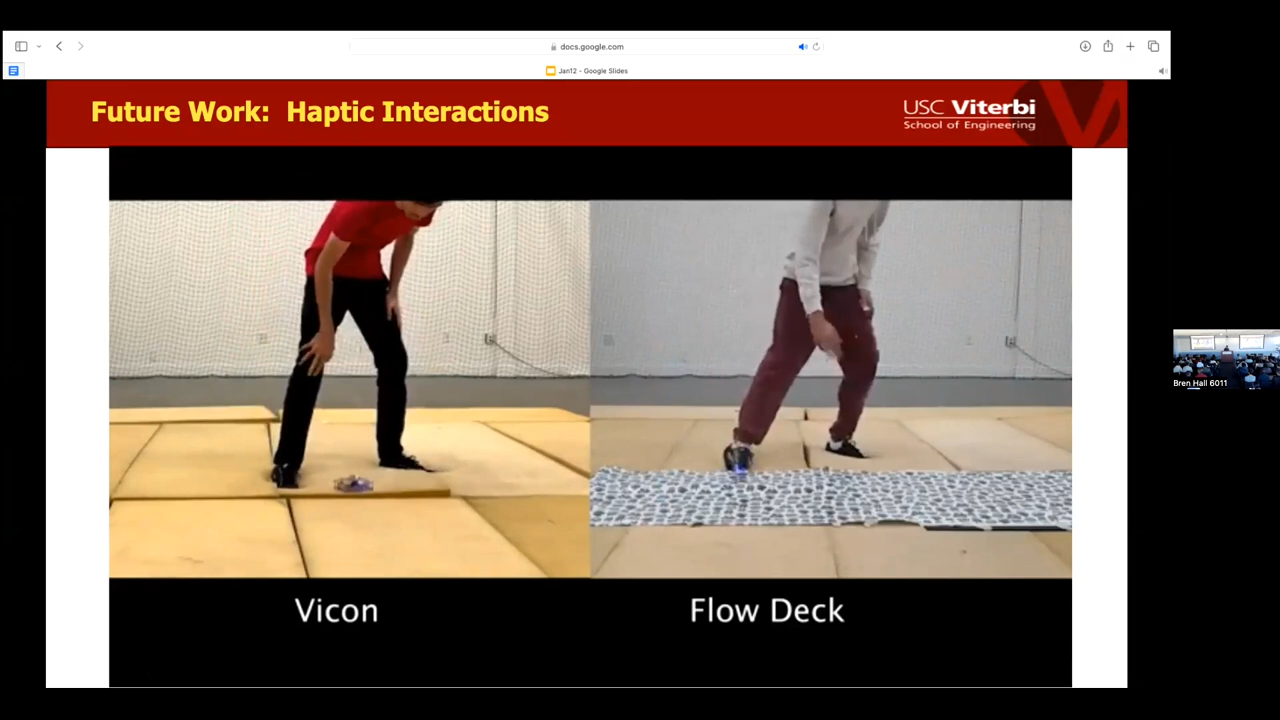 docs.google.com
Jan12 - Google Slides
Future Work: Haptic Interactions
USC Viterbi
School of Engineering
Vicon
Flow Deck
Bren Hall 6011